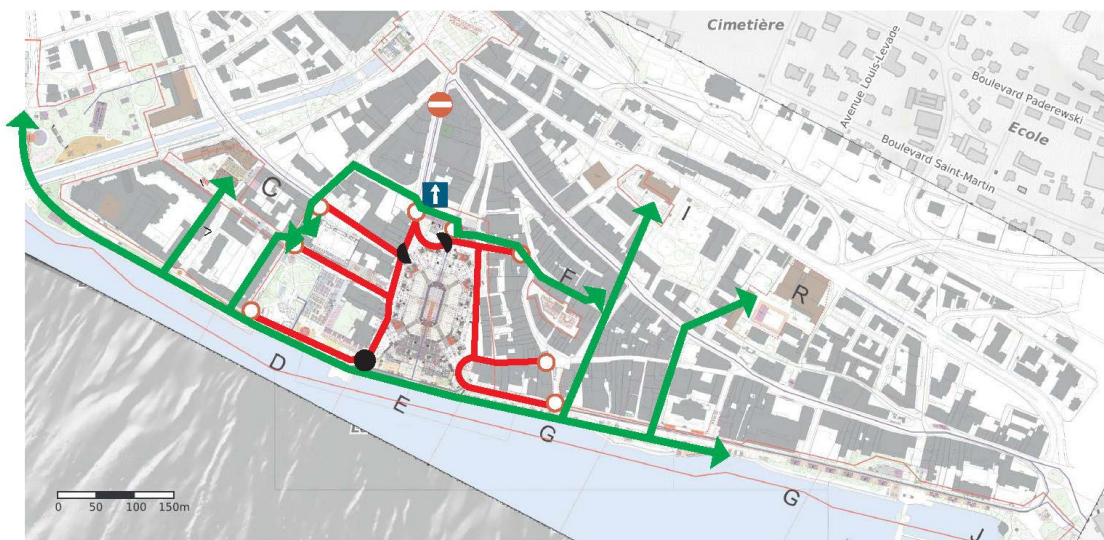 Cimetière
Avenue Louis-Levade
Boulevard Paderewski
Ecole
Boulevard Saint-Martin
C
I
A
F
R
D
E
G
G
J
0 50 100 150m